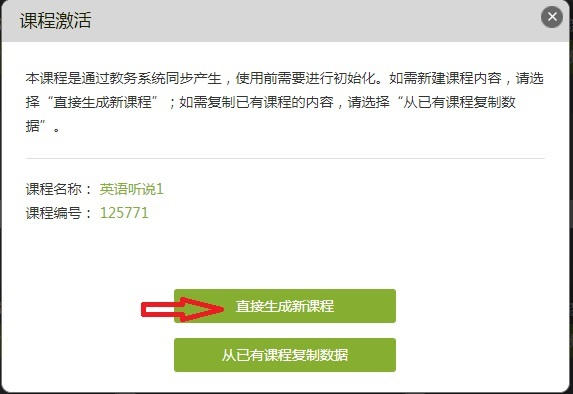 课程激活
本课程是通过教务系统同步产生，使用前需要进行初始化。如需新建课程内容，请选
择“直接生成新课程”；如需复制已有课程的内容，请选择“从已有课程复制数
据”。
课程名称： 英语听说1
课程编号： 125771
直接生成新课程
从已有课程复制数据